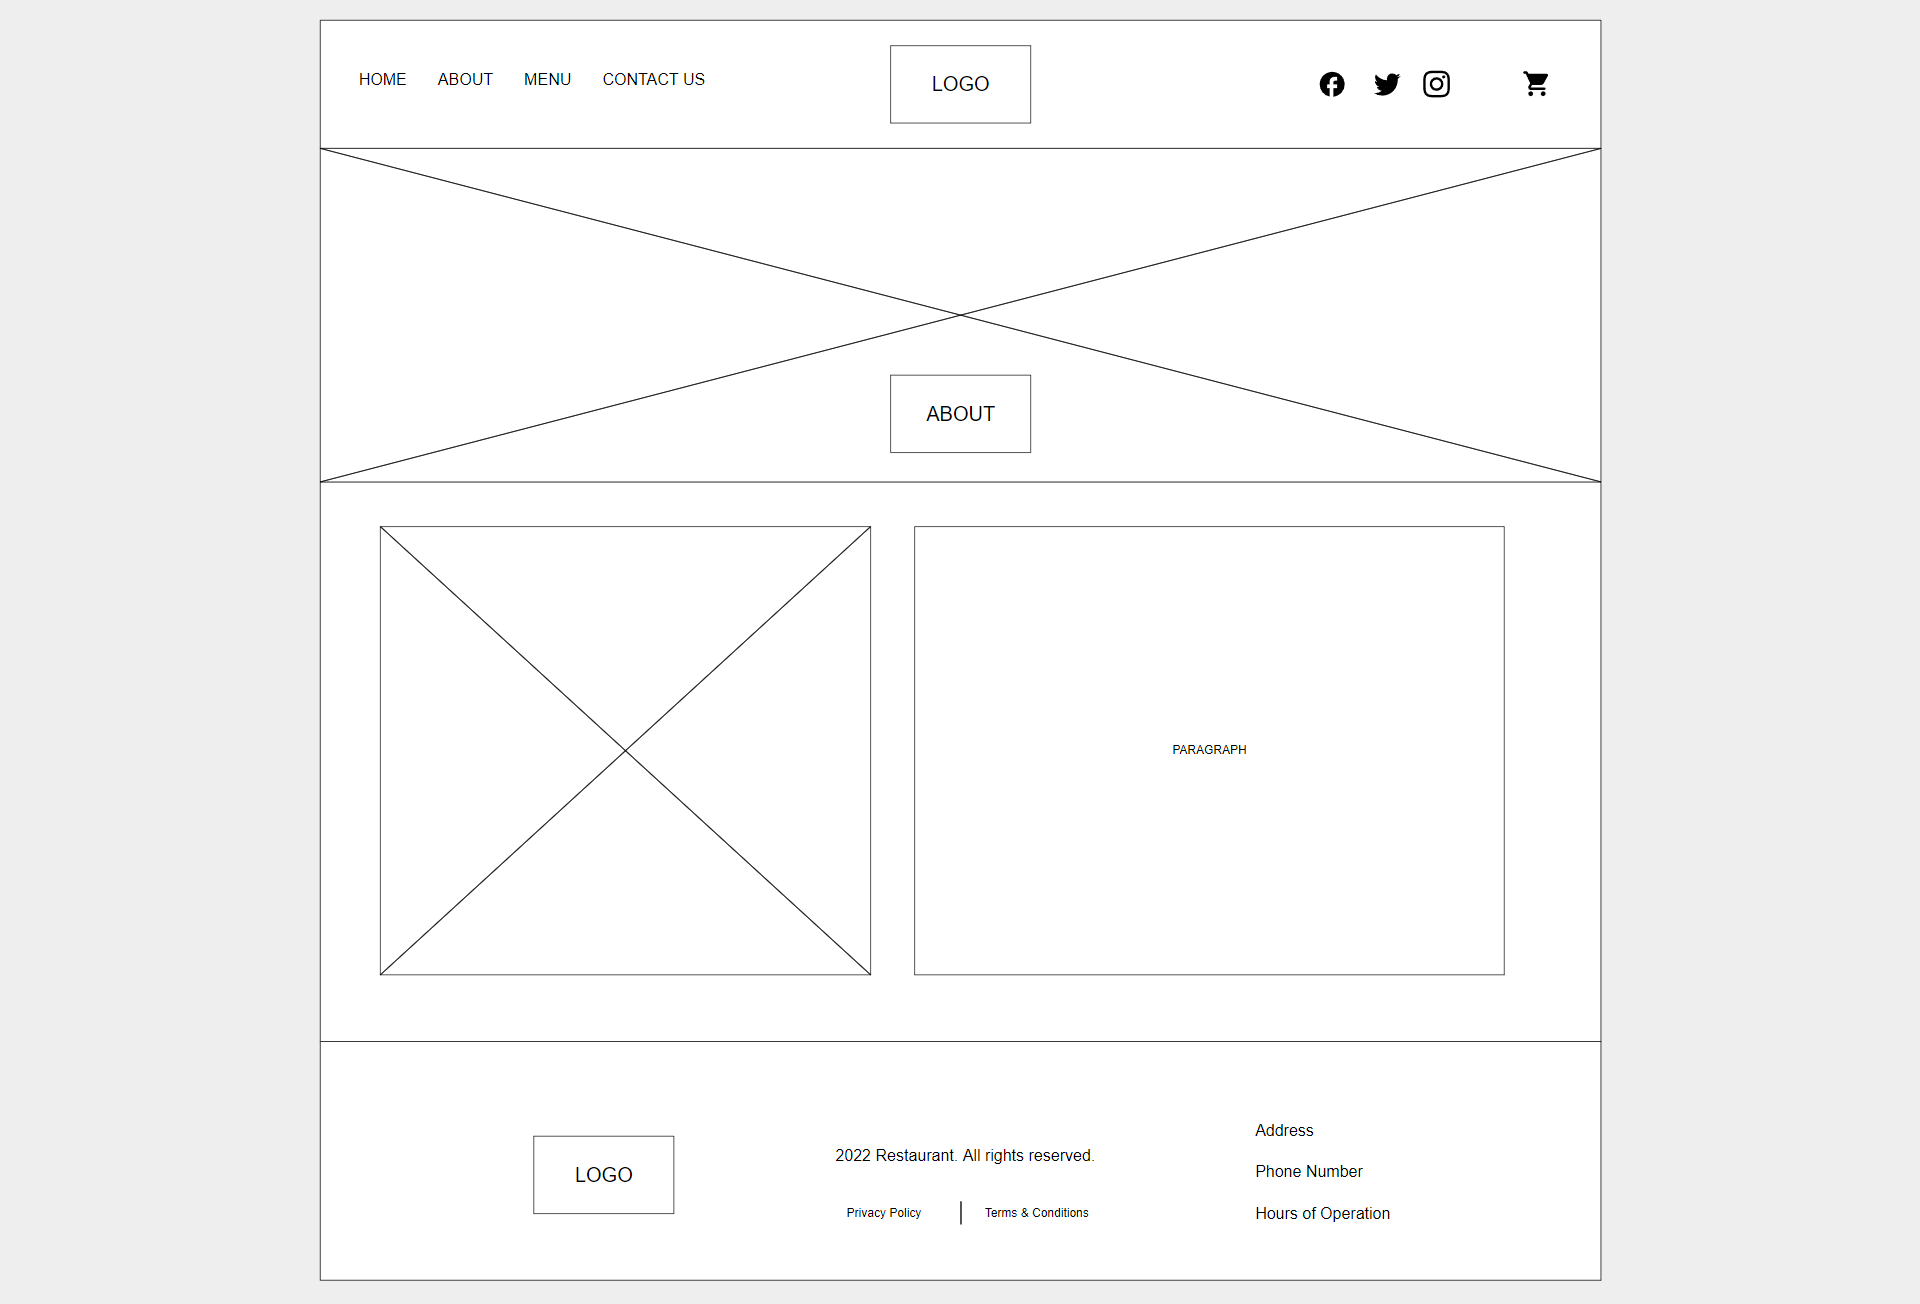 HOME ABOUT MENU CONTACT US
LOGO
ABOUT
PARAGRAPH
LOGO
2022 Restaurant. All rights reserved.
Privacy Policy | Terms & Conditions
Address
Phone Number
Hours of Operation